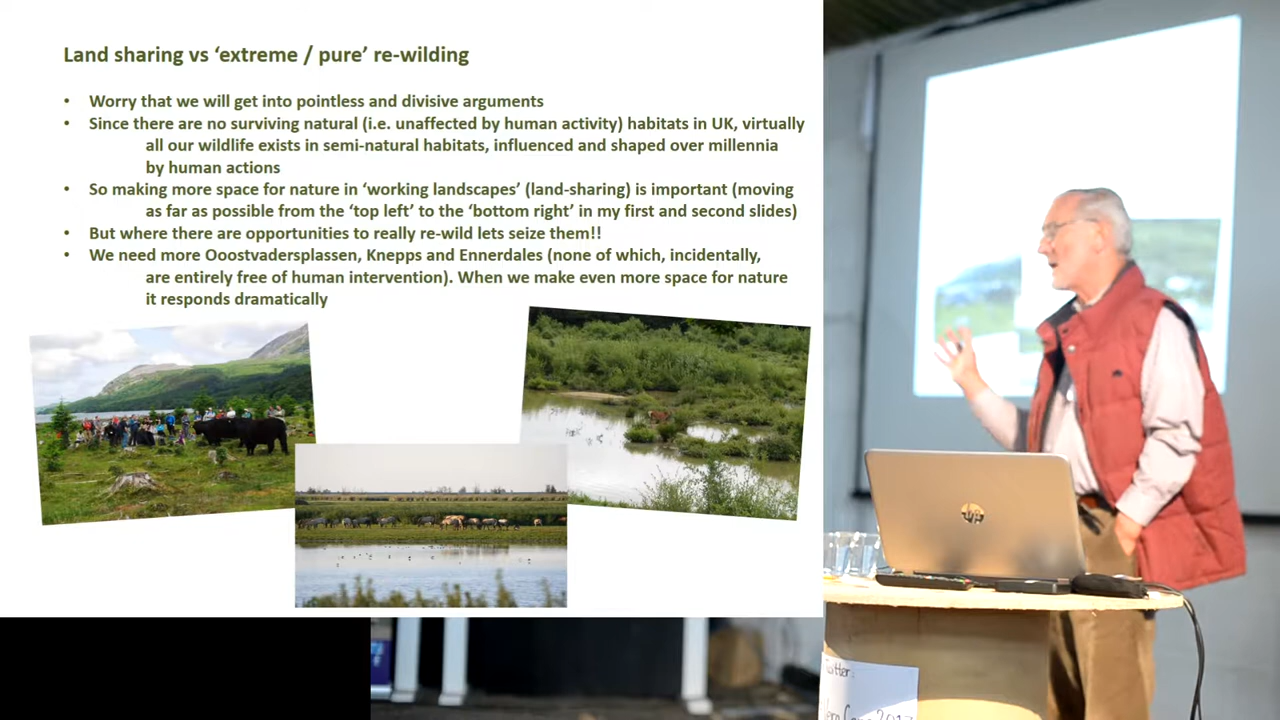 Land sharing vs ‘extreme / pure’ re-wilding
• Worry that we will get into pointless and divisive arguments
• Since there are no surviving natural (i.e. unaffected by human activity) habitats in UK, virtually
all our wildlife exists in semi-natural habitats, influenced and shaped over millennia
by human actions
• So making more space for nature in ‘working landscapes’ (land-sharing) is important (moving
as far as possible from the ‘top left’ to the ‘bottom right’ in my first and second slides)
• But where there are opportunities to really re-wild lets seize them!!
• We need more Ooostvadersplassen, Knepps and Ennerdales (none of which, incidentally,
are entirely free of human intervention). When we make even more space for nature
it responds dramatically
hp